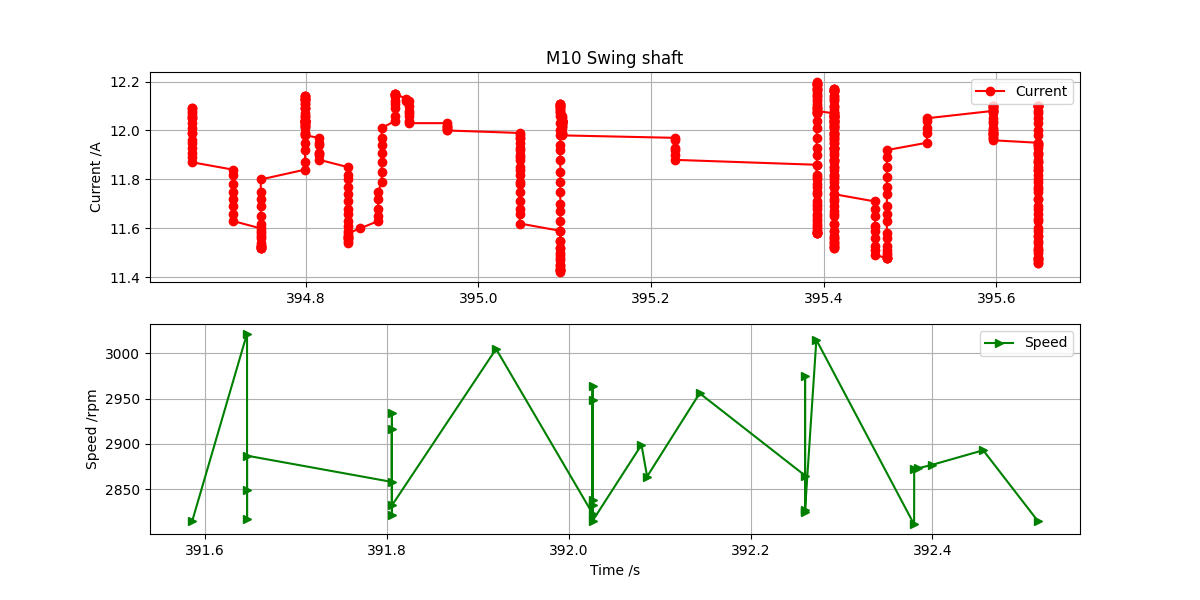 M10 Swing shaft
Current /A
12.2
12.0
11.8
11.6
11.4
Current
394.8 395.0 395.2 395.4 395.6
Speed /rpm
3000
2950
2900
2850
Speed
391.6 391.8 392.0 392.2 392.4
Time /s